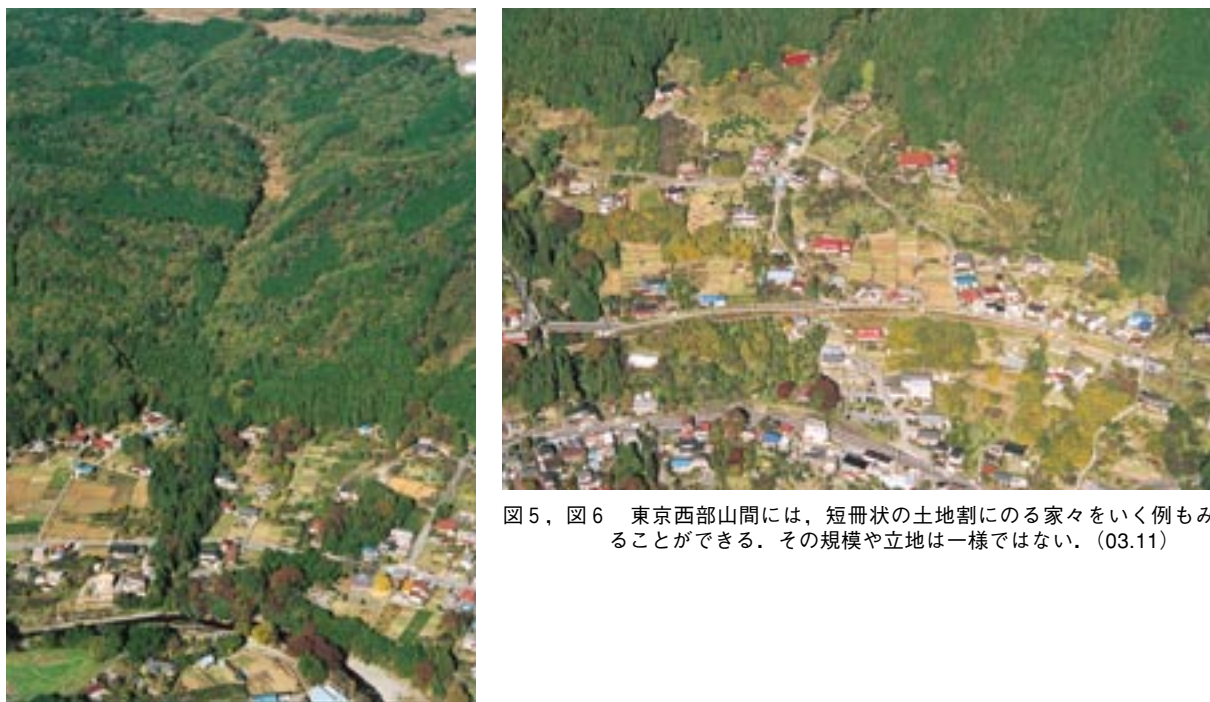 図5，図6　東京西部山間には，短冊状の土地割にのる家々をいく例もみ
ることができる．その規模や立地は一様ではない．（03.11）